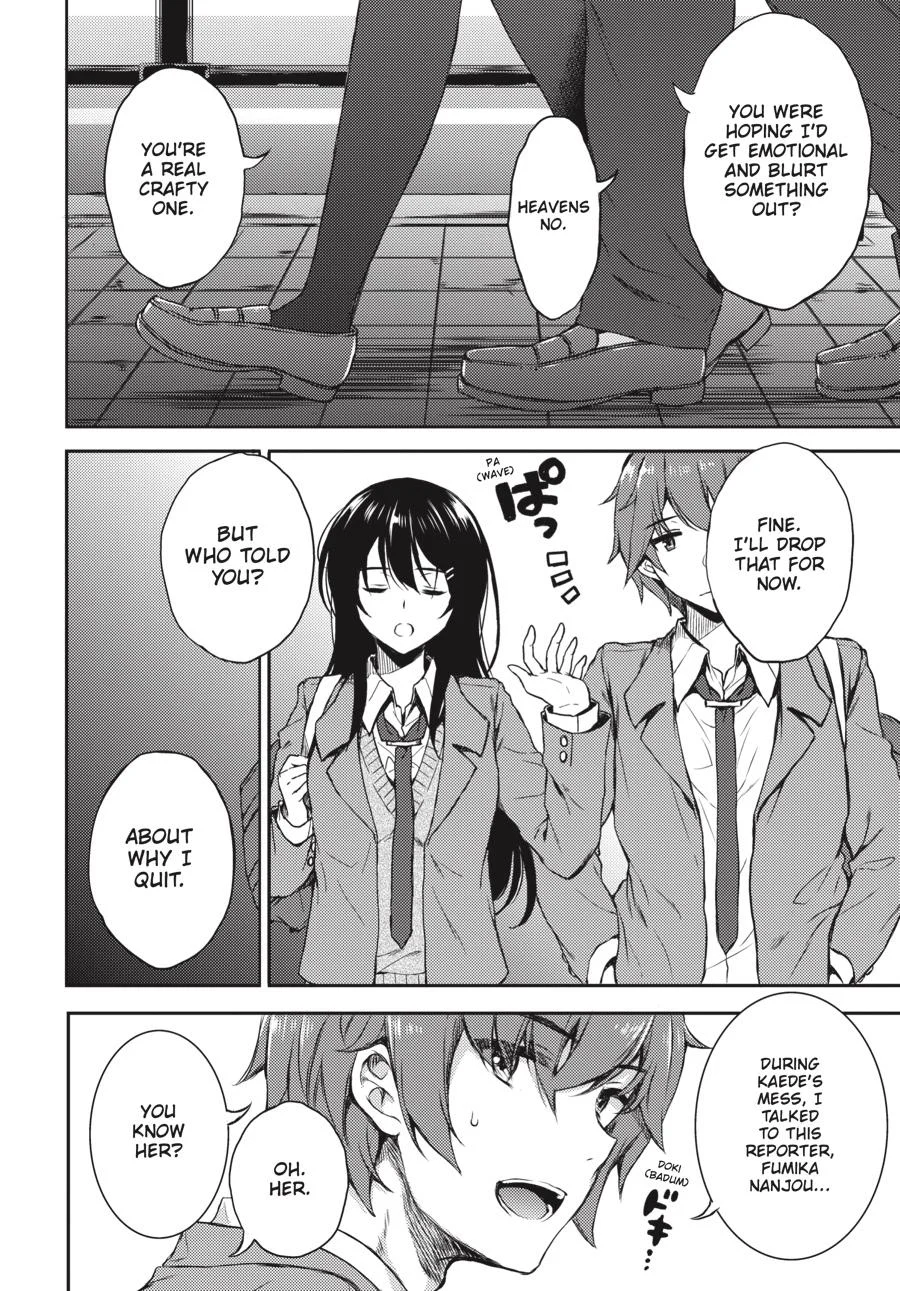 YOU WERE
HOPING I'D
GET EMOTIONAL
AND BLURT
SOMETHING
OUT?
HEAVENS
NO.
YOU'RE
A REAL
CRAFTY
ONE.
FINE.
I'LL DROP
THAT FOR
NOW.
PA
(WAVE)
ぱっ
BUT
WHO TOLD
YOU?
ABOUT
WHY I
QUIT.
DURING
KAEDE'S
MESS, I
TALKED
TO THIS
REPORTER,
FUMIKA
NANJOU...
DOKI
(BADUM)
ドキ…
OH.
HER.
YOU
KNOW
HER?